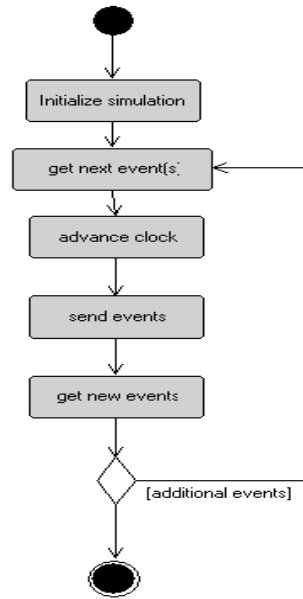 Initialize simulation
get next event(s)
advance clock
send events
get new events
[additional events]